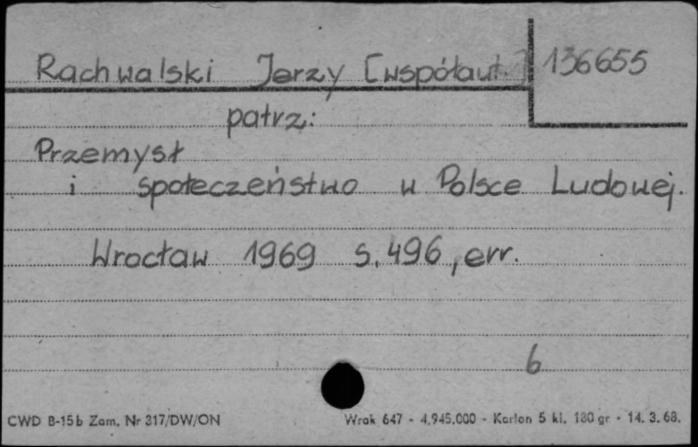 Rachwalski Jerzy [współaut.] 136655
patrz:
Przemysł
i społeczeństwo w Polsce Ludowej.
Wrocław 1969 s. 496, err.
6
CWD B-15b Zam. Nr 317/DW/ON Wrak 647 - 4.945.000 - Karton 5 kl. 180 gr - 14. 3. 68.